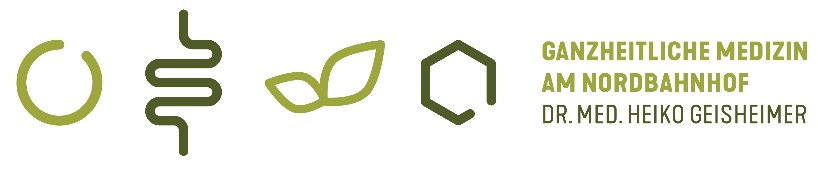 GANZHEITLICHE MEDIZIN
AM NORDBAHNHOF
DR. MED. HEIKO GEISHEIMER